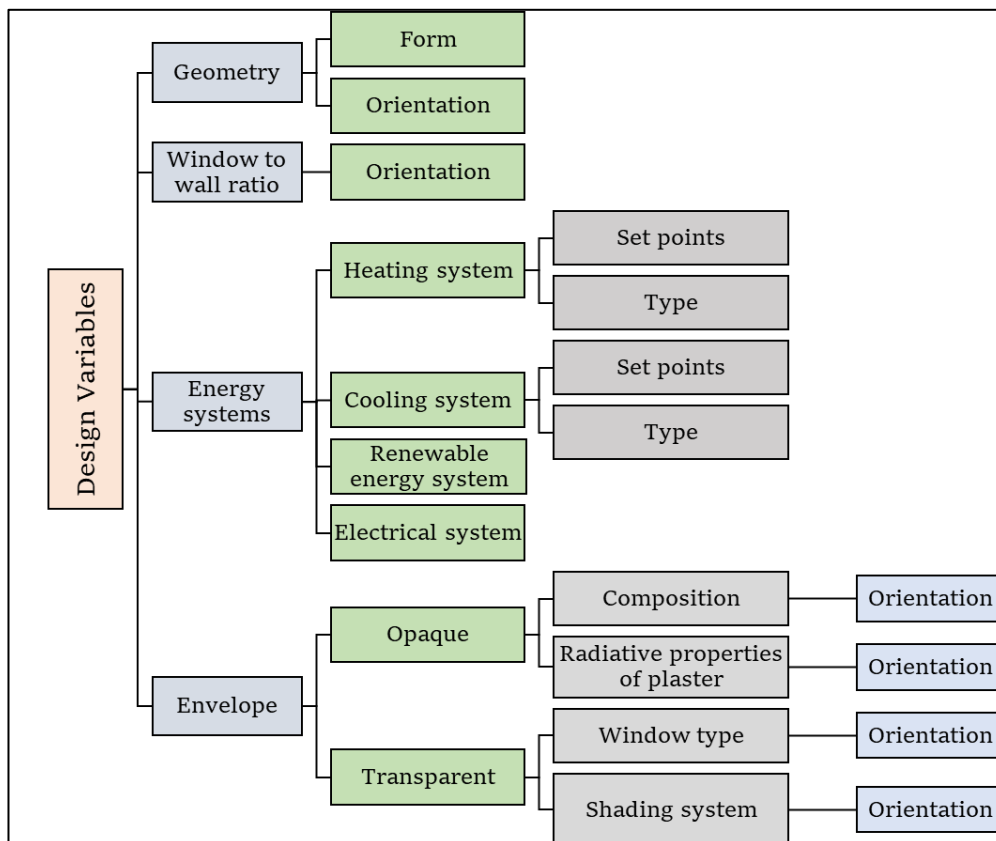 Design Variables
Geometry
Form
Orientation
Window to
wall ratio
Orientation
Energy
systems
Heating system
Set points
Type
Cooling system
Set points
Type
Renewable
energy system
Electrical system
Envelope
Opaque
Composition
Orientation
Radiative properties
of plaster
Orientation
Transparent
Window type
Orientation
Shading system
Orientation